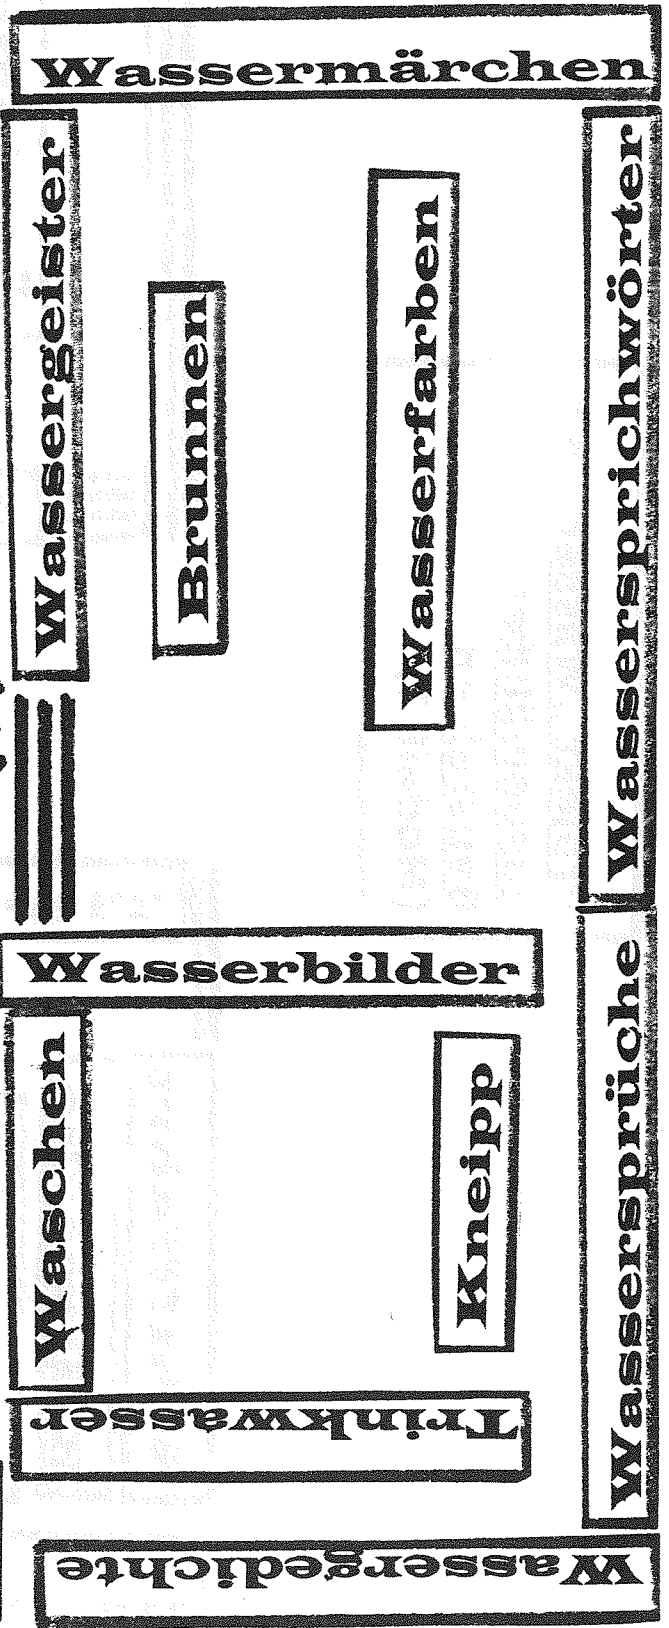 Wassermärchen
Wassergeister
Brunnen
Wasserfarben
Wassersprichwörter
Wasserbilder
Waschen
Kneipp
Wassersprüche
Trinkwasser
Wassergedichte